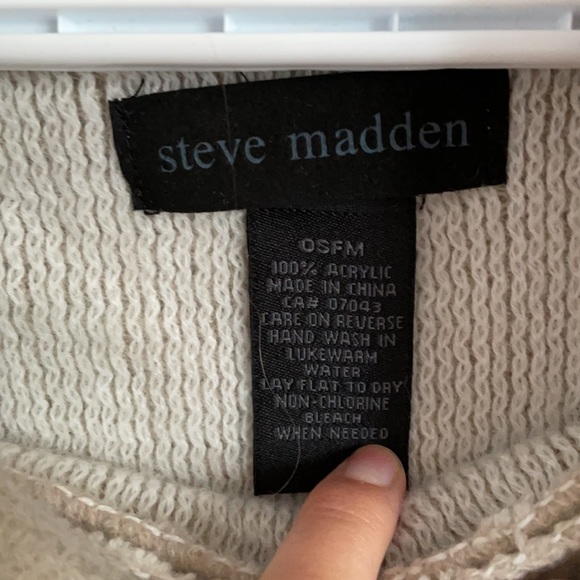 steve madden
OSFM
100% ACRYLIC
MADE IN CHINA
CA# 07043
CARE ON REVERSE
HAND WASH IN
LUKEWARM
WATER
LAY FLAT TO DRY
NON-CHLORINE
BLEACH
WHEN NEEDED